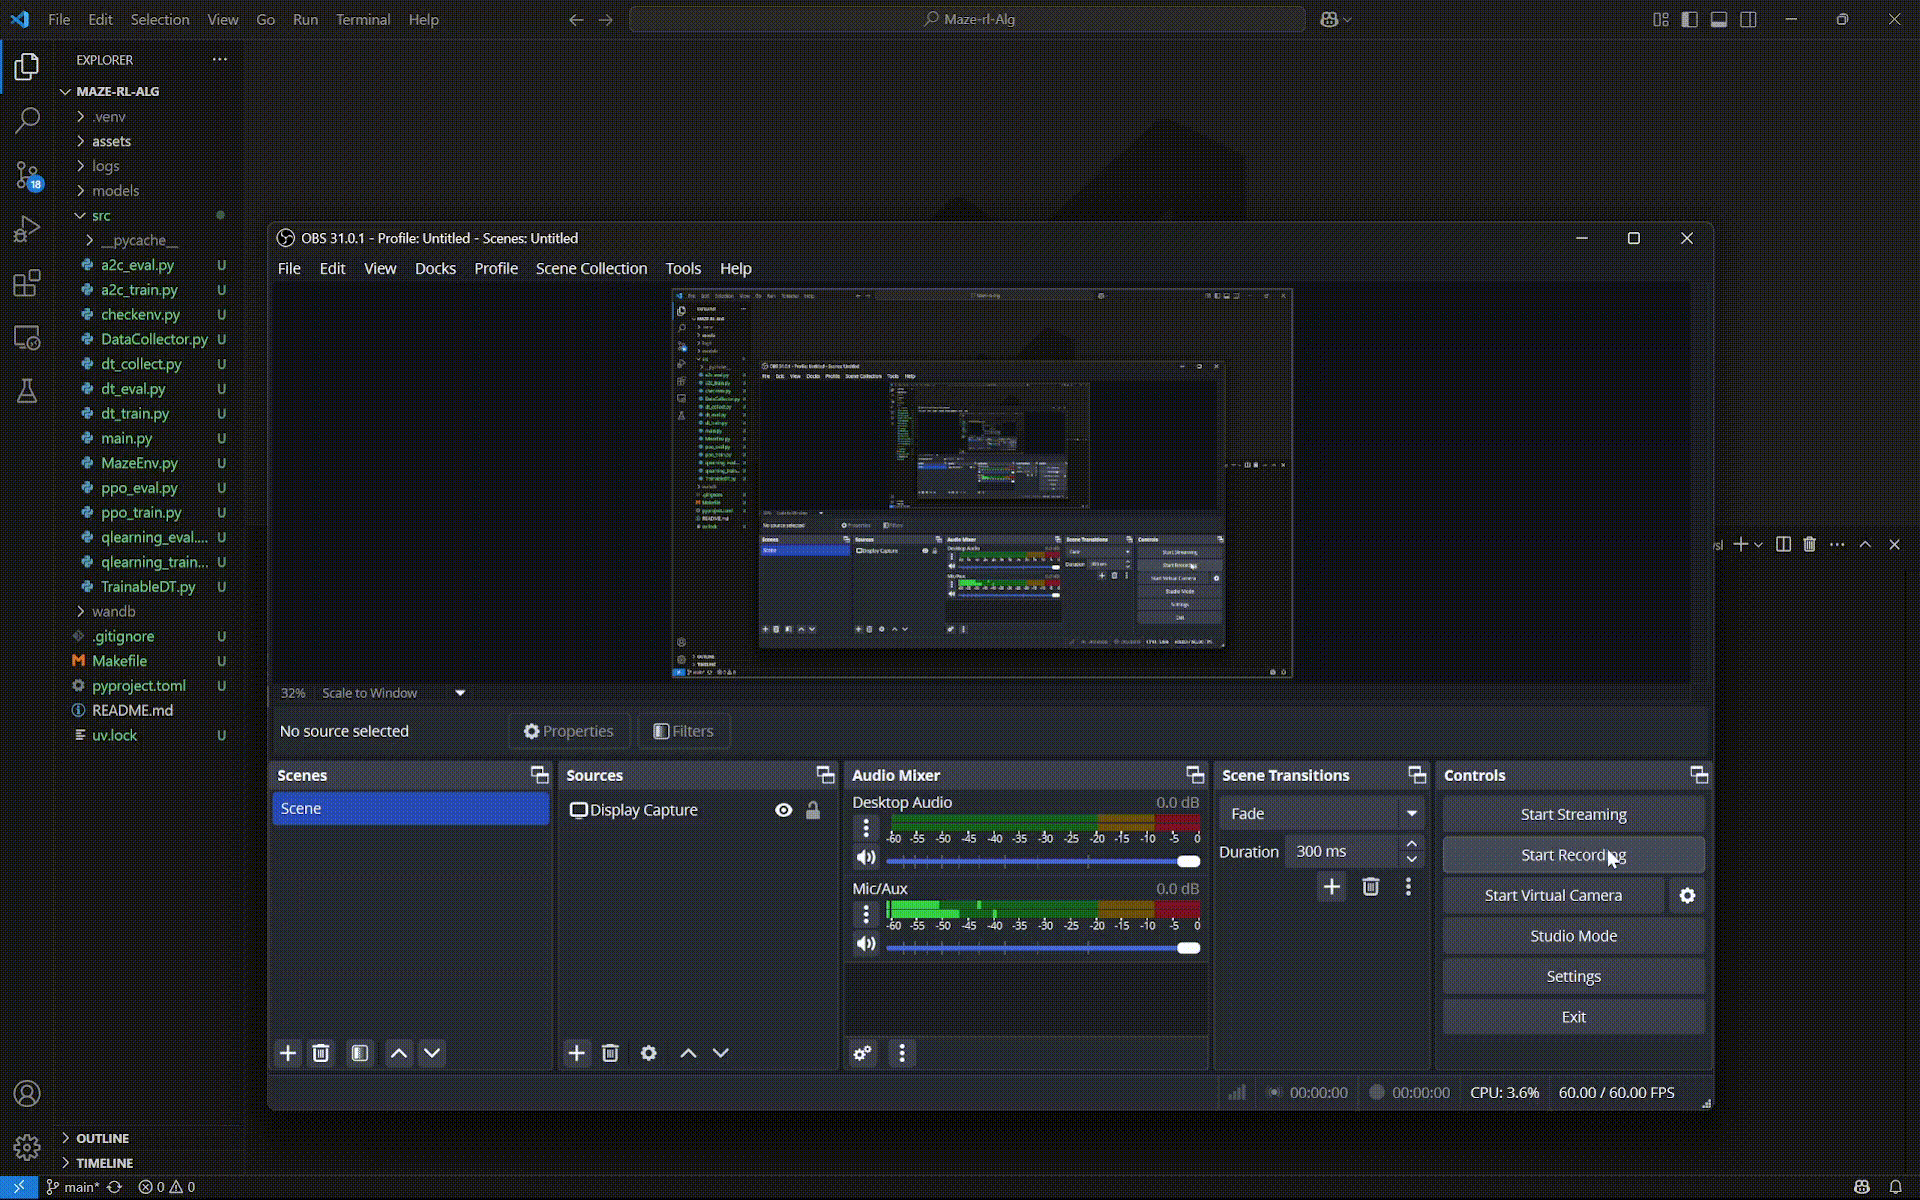 File Edit Selection View Go Run Terminal Help
Maze-rl-Alg
EXPLORER
MAZE-RL-ALG
.venv
assets
logs
models
src
__pycache__
a2c_eval.py U
a2c_train.py U
checkenv.py U
DataCollector.py U
dt_collect.py U
dt_eval.py U
dt_train.py U
main.py U
MazeEnv.py U
ppo_eval.py U
ppo_train.py U
qlearning_eval.... U
qlearning_train... U
TrainableDT.py U
wandb
.gitignore U
Makefile U
pyproject.toml U
README.md
uv.lock U
OUTLINE
TIMELINE
18
OBS 31.0.1 - Profile: Untitled - Scenes: Untitled
File Edit View Docks Profile Scene Collection Tools Help
32% Scale to Window
No source selected Properties Filters
Scenes
Scene
Sources
Display Capture
Audio Mixer
Desktop Audio 0.0 dB
-60 -55 -50 -45 -40 -35 -30 -25 -20 -15 -10 -5 0
Mic/Aux 0.0 dB
-60 -55 -50 -45 -40 -35 -30 -25 -20 -15 -10 -5 0
Scene Transitions
Fade
Duration 300 ms
Controls
Start Streaming
Start Recording
Start Virtual Camera
Studio Mode
Settings
Exit
00:00:00 00:00:00 CPU: 3.6% 60.00 / 60.00 FPS
main* 0 0